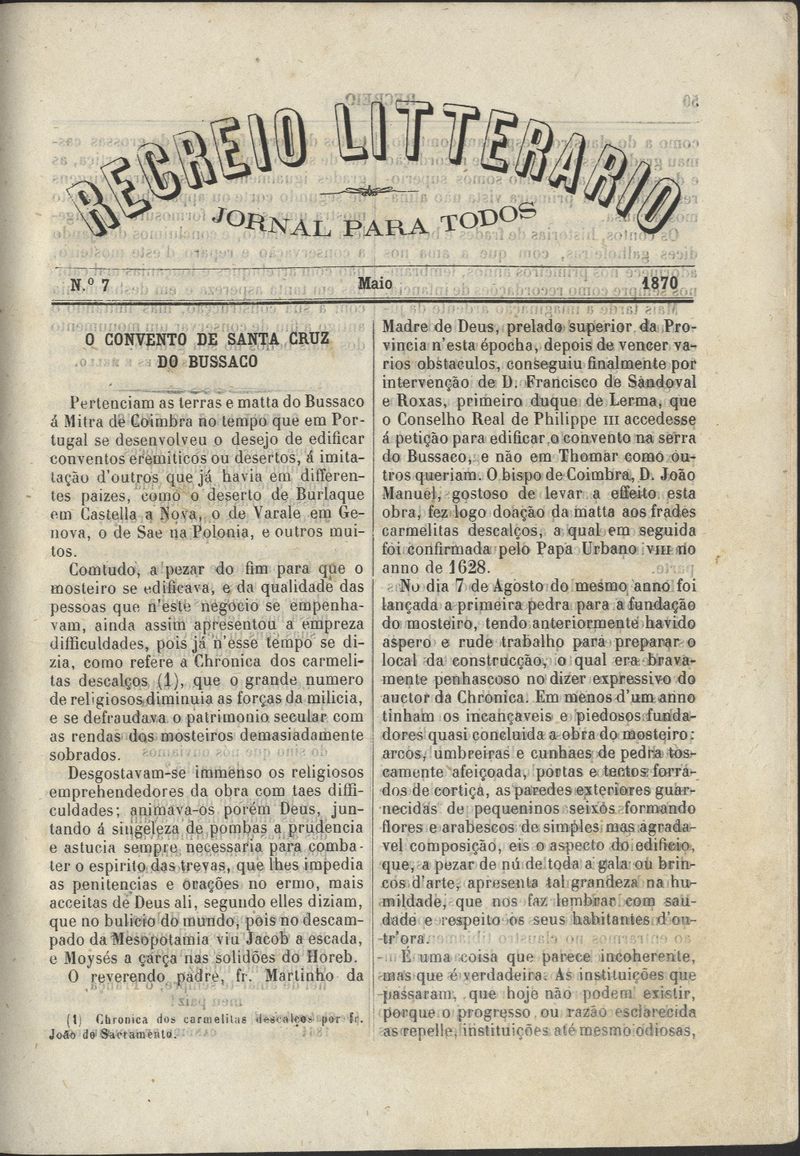 RECREIO LITTERARIO
JORNAL PARA TODOS
N.º 7 Maio 1870
O CONVENTO DE SANTA CRUZ
DO BUSSACO
Pertenciam as terras e matta do Bussaco
á Mitra de Coimbra no tempo que em Por-
tugal se desenvolveu o desejo de edificar
conventos eremiticos ou desertos, á imita-
tação d'outros que já havia em differen-
tes paizes, como o deserto de Burlaque
em Castella a Nova, o de Varale em Ge-
nova, o de Sae na Polonia, e outros mui-
tos.
Comtudo, a pezar do fim para que o
mosteiro se edificava, e da qualidade das
pessoas que n'este negocio se empenha-
vam, ainda assim apresentou a empreza
difficuldades, pois já n'esse tempo se di-
zia, como refere a Chronica dos carmeli-
tas descalços (1), que o grande numero
de religiosos diminuia as forças da milicia,
e se defraudava o patrimonio secular com
as rendas dos mosteiros demasiadamente
sobrados.
Desgostavam-se immenso os religiosos
emprehendedores da obra com taes diffi-
culdades; animava-os porém Deus, jun-
tando á singeleza de pombas a prudencia
e astucia sempre necessaria para comba-
ter o espirito das trevas, que lhes impedia
as penitencias e orações no ermo, mais
acceitas de Deus ali, segundo elles diziam,
que no bulicio do mundo, pois no descam-
pado da Mesopotamia viu Jacob a escada,
e Moysés a çarça nas solidões do Horeb.
O reverendo padre, fr. Martinho da
(1) Chronica dos carmelitas descalços por fr.
João do Sacramento.
Madre de Deus, prelado superior da Pro-
vincia n'esta épocha, depois de vencer va-
rios obstaculos, conseguiu finalmente por
intervenção de D. Francisco de Sandoval
e Roxas, primeiro duque de Lerma, que
o Conselho Real de Philippe III accedesse
á petição para edificar o convento na serra
do Bussaco, e não em Thomar como ou-
tros queriam. O bispo de Coimbra, D. João
Manuel, gostoso de levar a effeito esta
obra, fez logo doação da matta aos frades
carmelitas descalços, a qual em seguida
foi confirmada pelo Papa Urbano VIII no
anno de 1628.
No dia 7 de Agosto do mesmo anno foi
lançada a primeira pedra para a fundação
do mosteiro, tendo anteriormente havido
aspero e rude trabalho para preparar o
local da construcção, o qual era brava-
mente penhascoso no dizer expressivo do
auctor da Chronica. Em menos d'um anno
tinham os incançaveis e piedosos funda-
dores quasi concluida a obra do mosteiro:
arcos, umbreiras e cunhaes de pedra tos-
camente afeiçoada, portas e tectos forra-
dos de cortiça, as paredes exteriores guar-
necidas de pequeninos seixos formando
flores e arabescos de simples mas agrada-
vel composição, eis o aspecto do edificio,
que, a pezar de nú de toda a gala ou brin-
cos d'arte, apresenta tal grandeza na hu-
mildade, que nos faz lembrar com sau-
dade e respeito os seus habitantes d'ou-
tr'ora.
É uma coisa que parece incoherente,
mas que é verdadeira. As instituições que
passaram, que hoje não podem existir,
porque o progresso ou razão esclarecida
as repelle, instituições até mesmo odiosas,